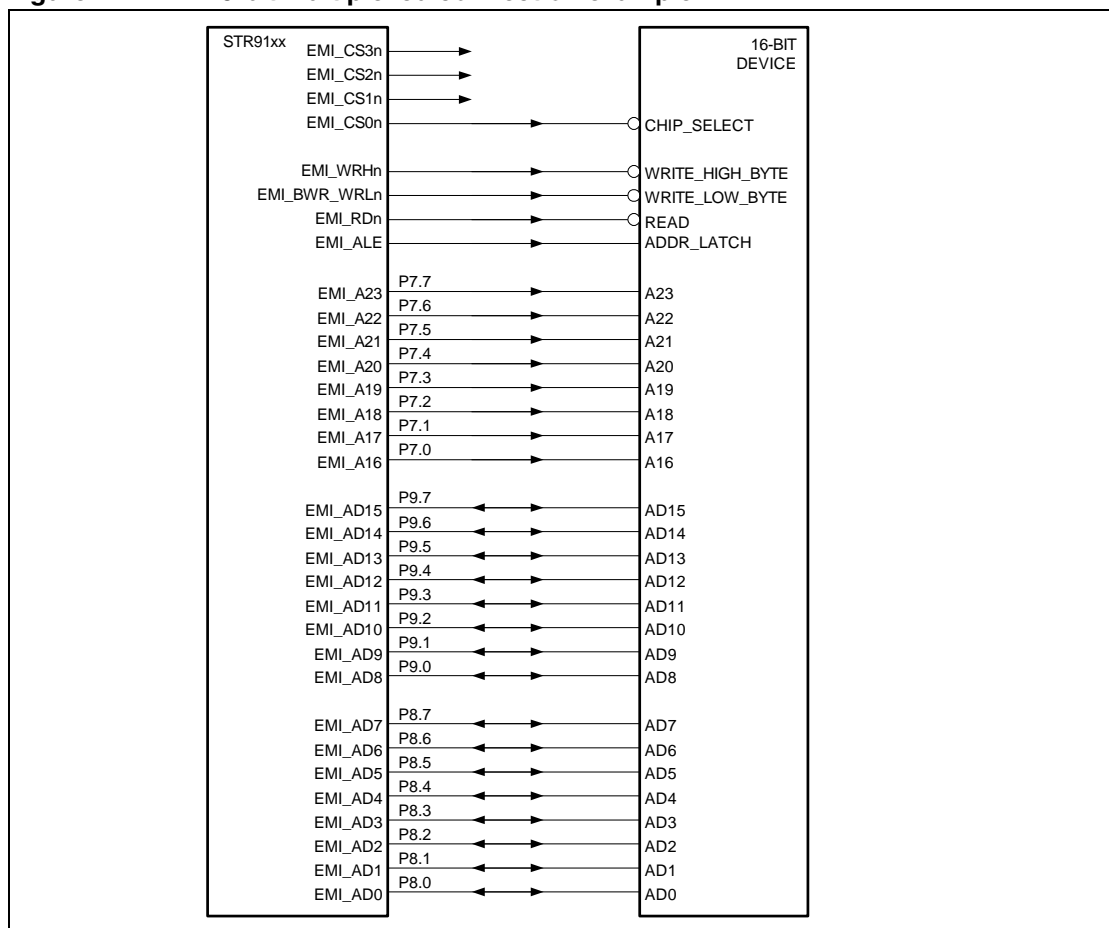 STR91xx
16-BIT
DEVICE
EMI_CS3n
EMI_CS2n
EMI_CS1n
EMI_CS0n CHIP_SELECT
EMI_WRHn WRITE_HIGH_BYTE
EMI_BWR_WRLn WRITE_LOW_BYTE
EMI_RDn READ
EMI_ALE ADDR_LATCH
EMI_A23 P7.7 A23
EMI_A22 P7.6 A22
EMI_A21 P7.5 A21
EMI_A20 P7.4 A20
EMI_A19 P7.3 A19
EMI_A18 P7.2 A18
EMI_A17 P7.1 A17
EMI_A16 P7.0 A16
EMI_AD15 P9.7 AD15
EMI_AD14 P9.6 AD14
EMI_AD13 P9.5 AD13
EMI_AD12 P9.4 AD12
EMI_AD11 P9.3 AD11
EMI_AD10 P9.2 AD10
EMI_AD9 P9.1 AD9
EMI_AD8 P9.0 AD8
EMI_AD7 P8.7 AD7
EMI_AD6 P8.6 AD6
EMI_AD5 P8.5 AD5
EMI_AD4 P8.4 AD4
EMI_AD3 P8.3 AD3
EMI_AD2 P8.2 AD2
EMI_AD1 P8.1 AD1
EMI_AD0 P8.0 AD0